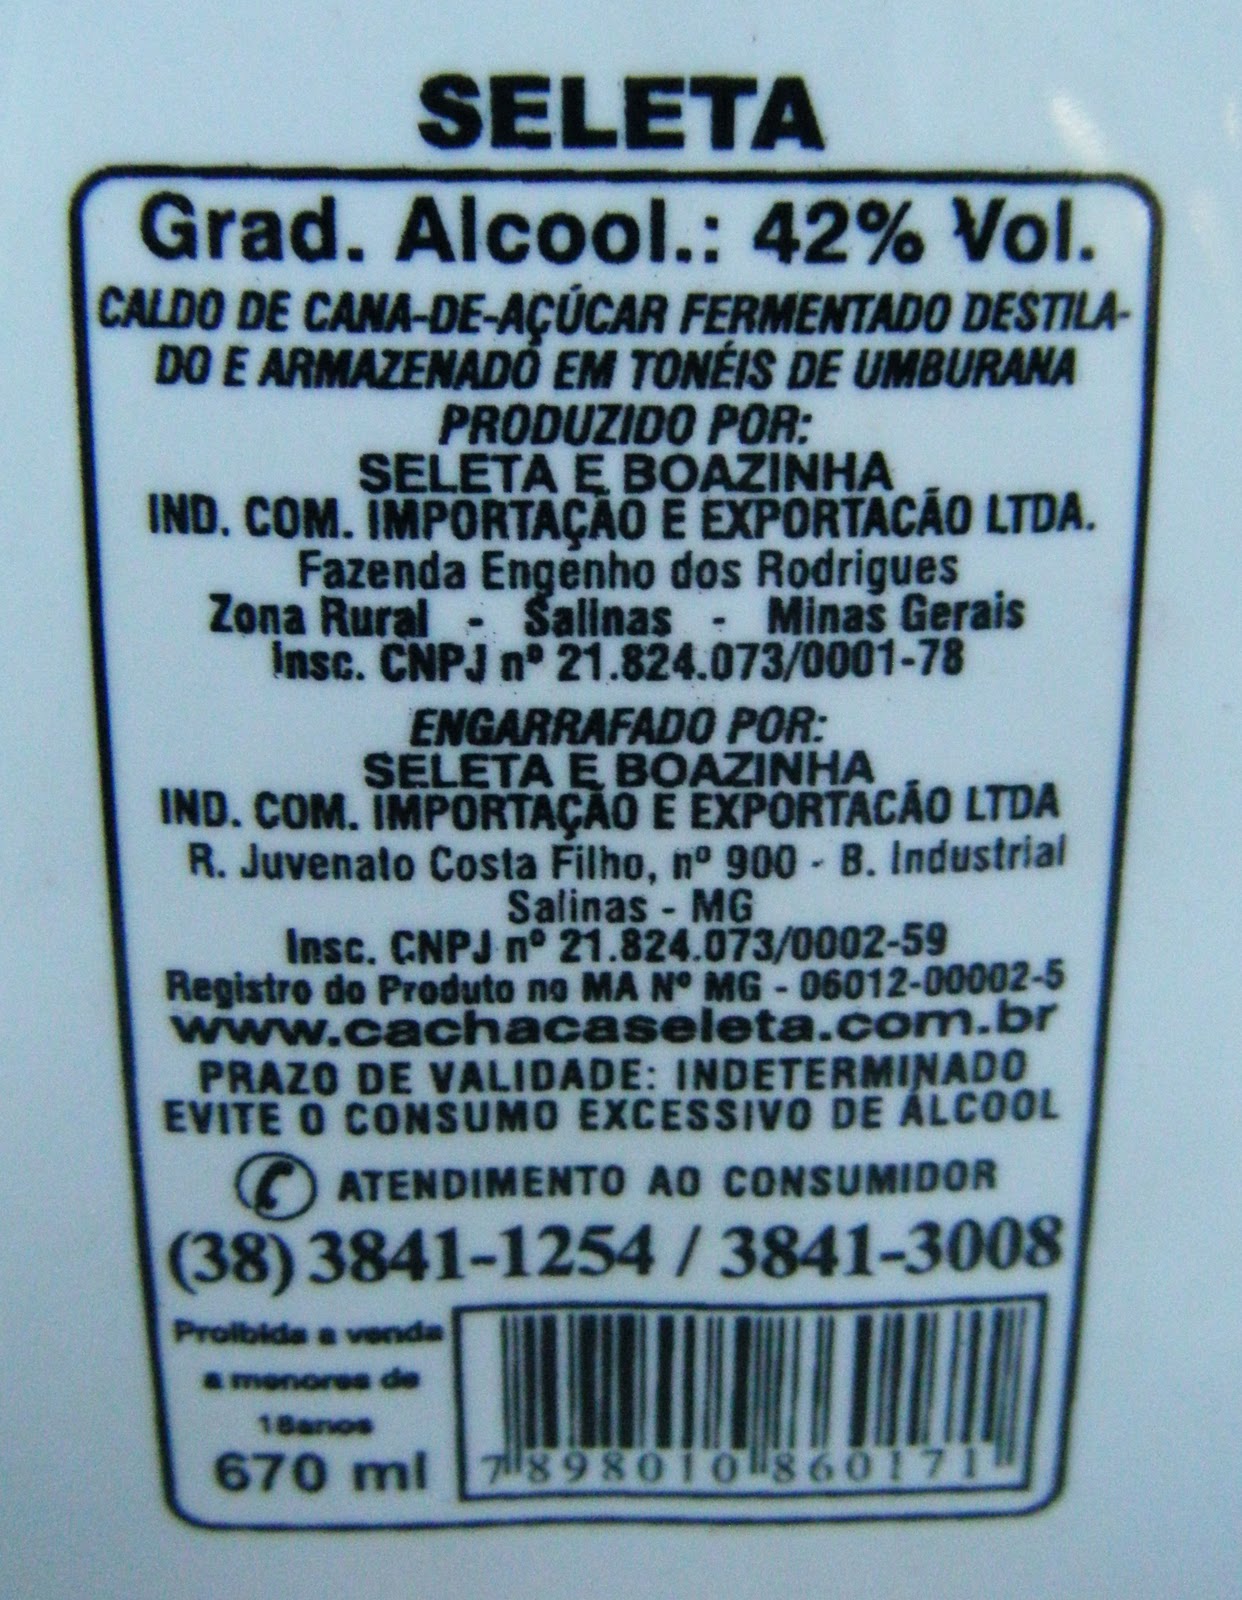 SELETA
Grad. Alcool.: 42% Vol.
CALDO DE CANA-DE-AÇÚCAR FERMENTADO DESTILA-
DO E ARMAZENADO EM TONÉIS DE UMBURANA
PRODUZIDO POR:
SELETA E BOAZINHA
IND. COM. IMPORTAÇÃO E EXPORTACÃO LTDA.
Fazenda Engenho dos Rodrigues
Zona Rural - Salinas - Minas Gerais
Insc. CNPJ nº 21.824.073/0001-78
ENGARRAFADO POR:
SELETA E BOAZINHA
IND. COM. IMPORTAÇÃO E EXPORTACÃO LTDA
R. Juvenato Costa Filho, nº 900 - B. Industrial
Salinas - MG
Insc. CNPJ nº 21.824.073/0002-59
Registro do Produto no MA Nº MG - 06012-00002-5
www.cachacaseleta.com.br
PRAZO DE VALIDADE: INDETERMINADO
EVITE O CONSUMO EXCESSIVO DE ÁLCOOL
ATENDIMENTO AO CONSUMIDOR
(38) 3841-1254 / 3841-3008
Proibida a venda
a menores de
18anos
670 ml
7 898010 860171